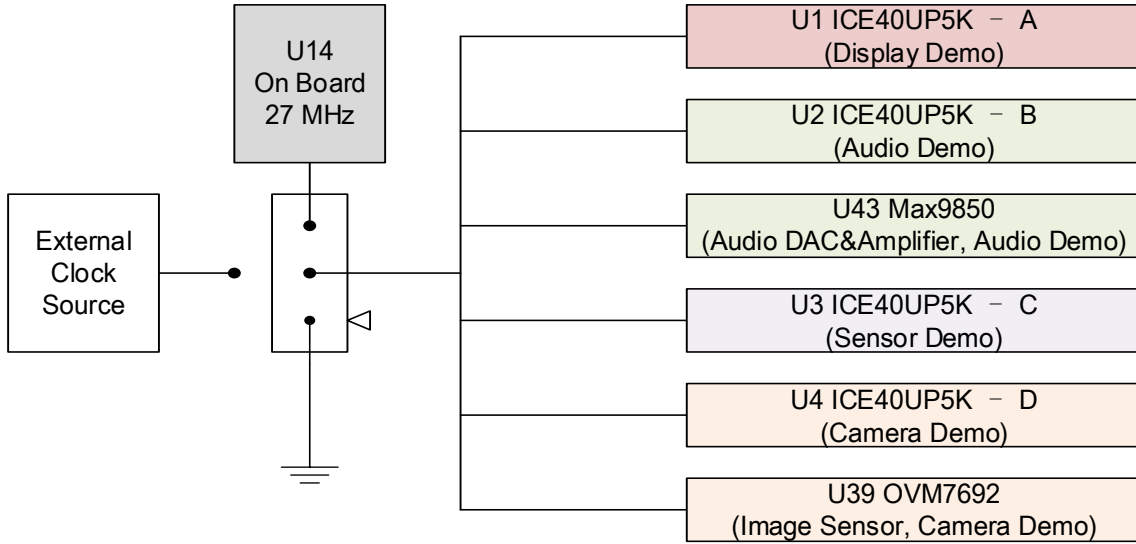 U14
On Board
27 MHz
External
Clock
Source
U1 ICE40UP5K – A
(Display Demo)
U2 ICE40UP5K – B
(Audio Demo)
U43 Max9850
(Audio DAC&Amplifier, Audio Demo)
U3 ICE40UP5K – C
(Sensor Demo)
U4 ICE40UP5K – D
(Camera Demo)
U39 OVM7692
(Image Sensor, Camera Demo)